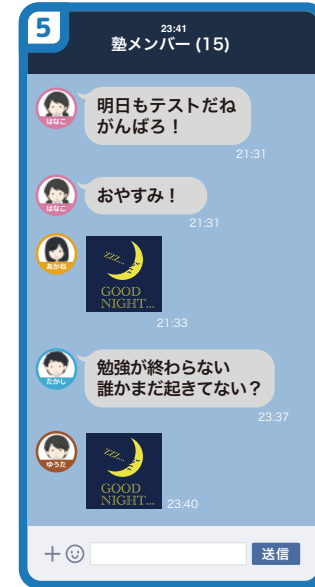 5
23:41
塾メンバー (15)
明日もテストだね
がんばろ！
はなこ
21:31
おやすみ！
はなこ
21:31
あかね
zzz...
GOOD
NIGHT...
21:33
勉強が終わらない
誰かまだ起きてない？
たかし
23:37
ゆうた
zzz...
GOOD
NIGHT...
23:40
送信